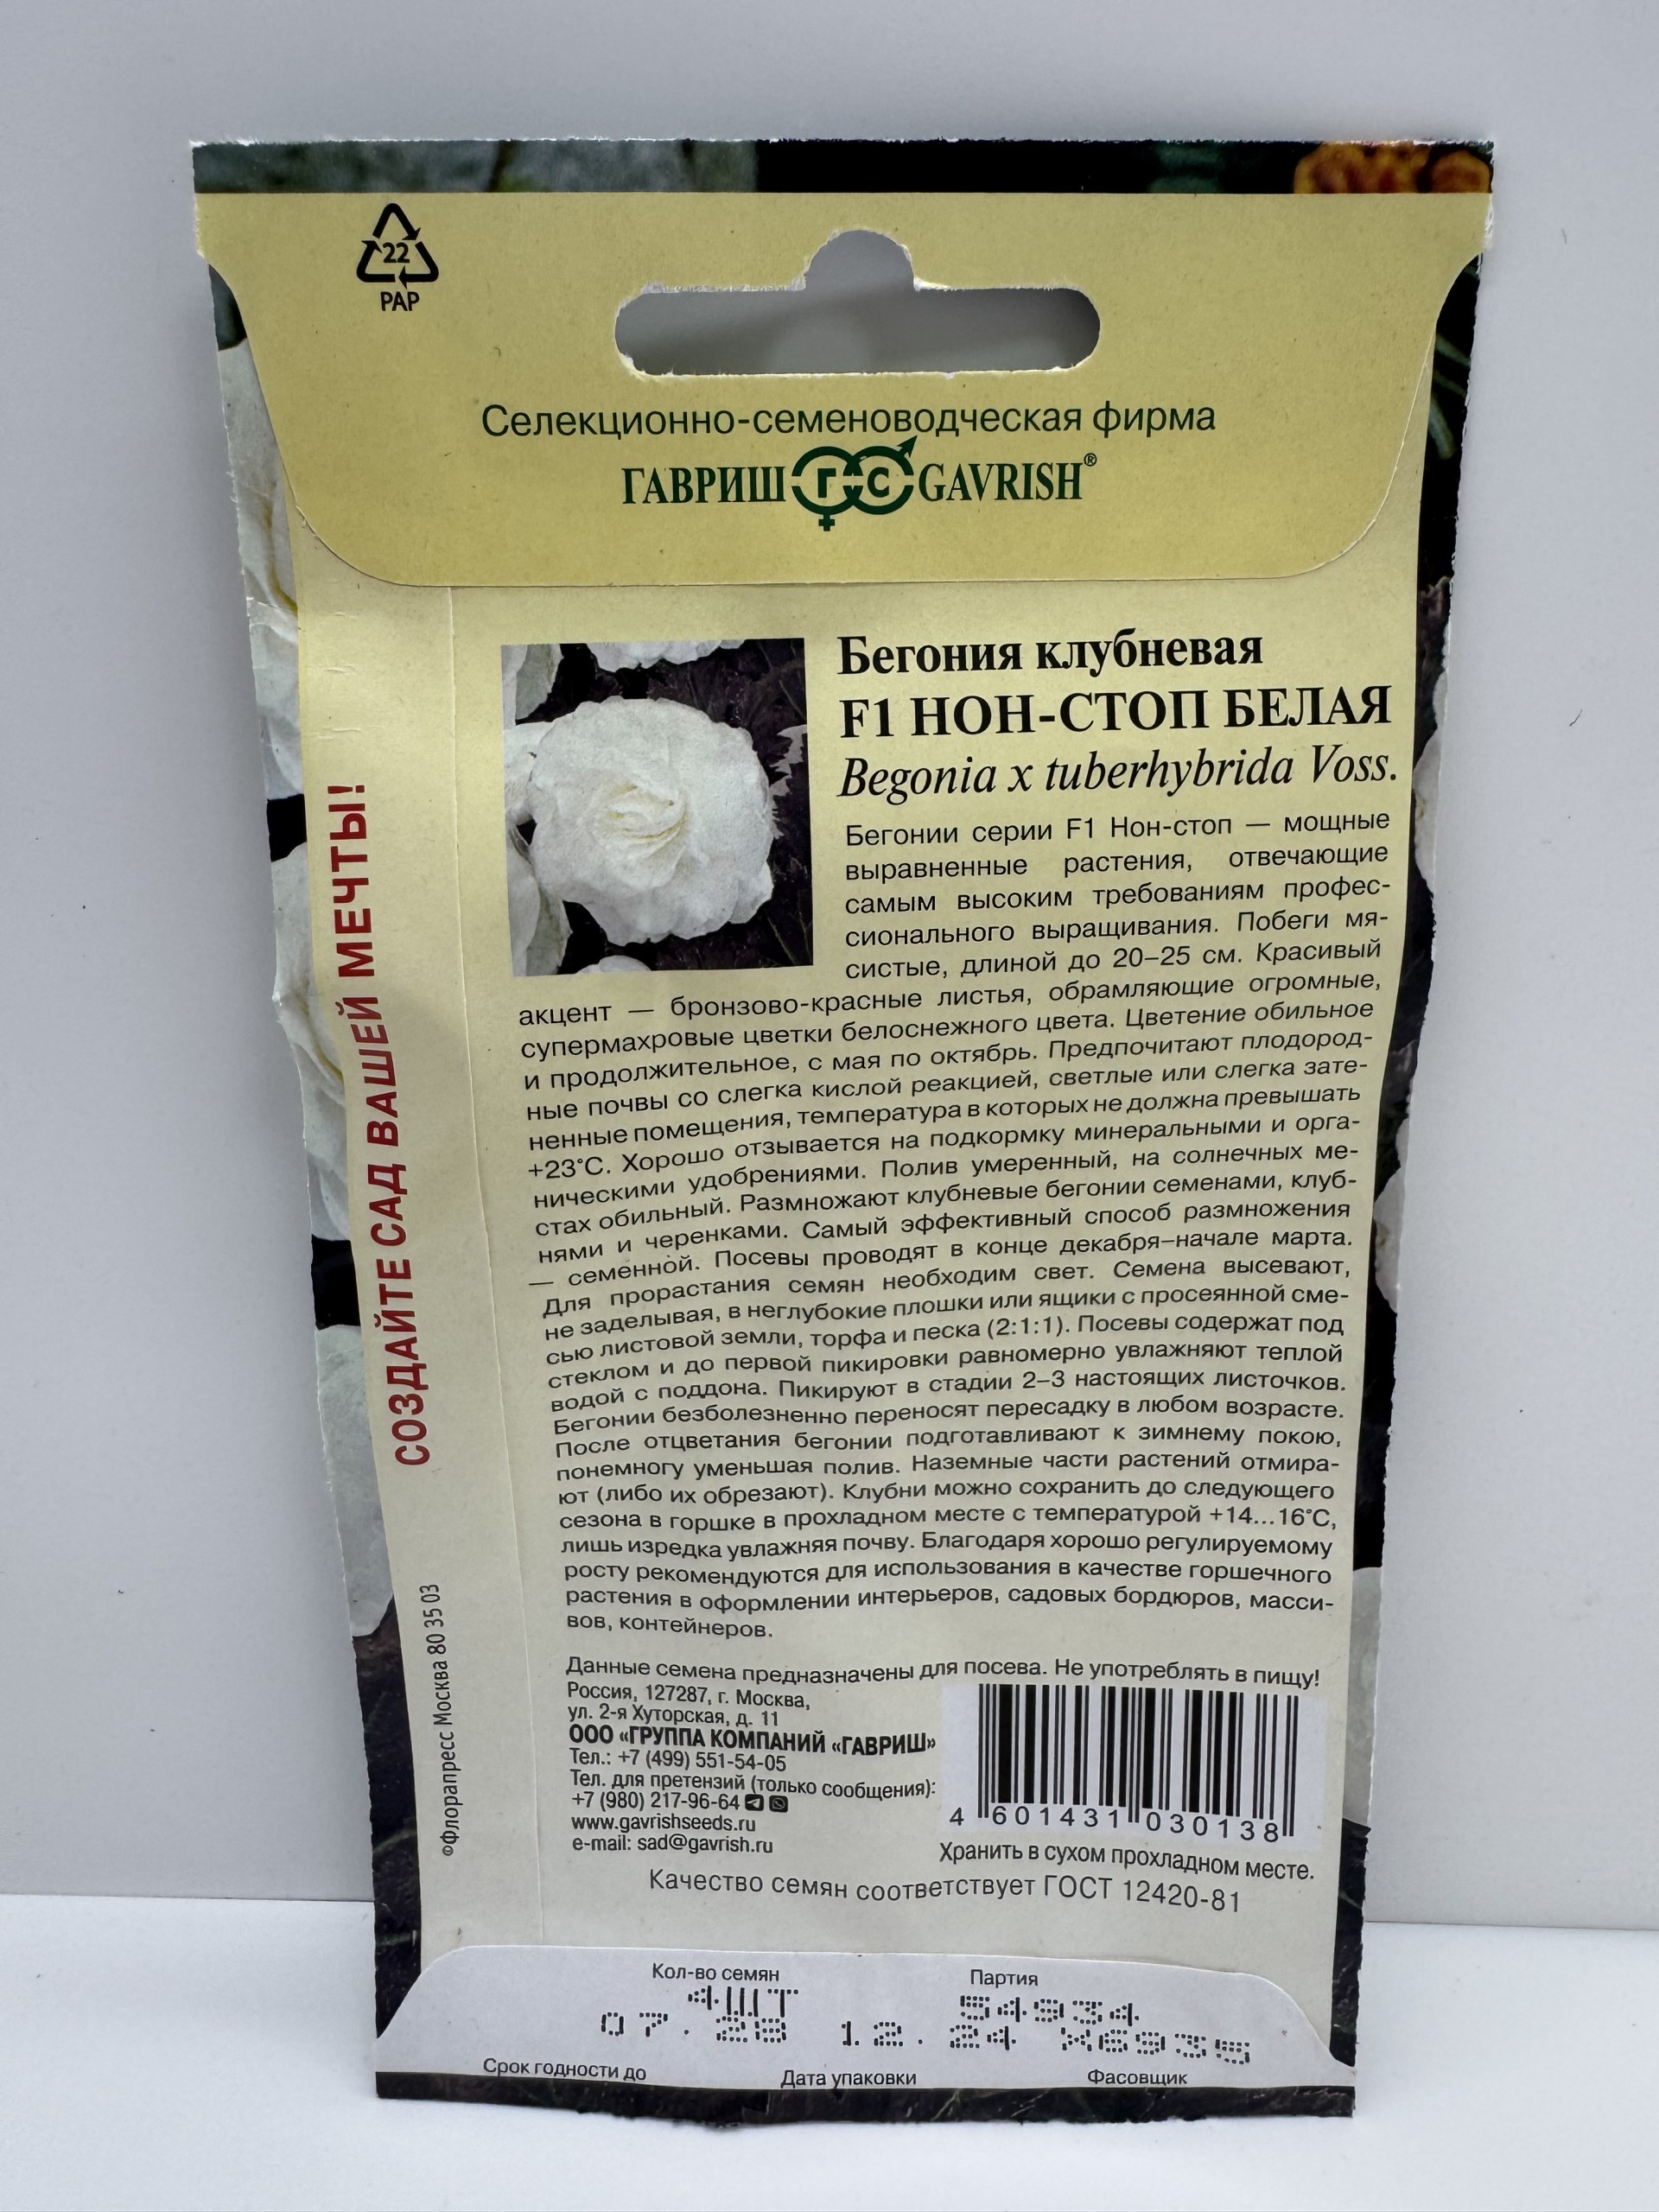 22
PAP
Селекционно-семеноводческая фирма
ГАВРИШ ГС GAVRISH®
Бегония клубневая
F1 НОН-СТОП БЕЛАЯ
Begonia x tuberhybrida Voss.
Бегонии серии F1 Нон-стоп — мощные
выравненные растения, отвечающие
самым высоким требованиям профес-
сионального выращивания. Побеги мя-
систые, длиной до 20–25 см. Красивый
акцент — бронзово-красные листья, обрамляющие огромные,
супермахровые цветки белоснежного цвета. Цветение обильное
и продолжительное, с мая по октябрь. Предпочитают плодород-
ные почвы со слегка кислой реакцией, светлые или слегка зате-
ненные помещения, температура в которых не должна превышать
+23°С. Хорошо отзывается на подкормку минеральными и орга-
ническими удобрениями. Полив умеренный, на солнечных ме-
стах обильный. Размножают клубневые бегонии семенами, клуб-
нями и черенками. Самый эффективный способ размножения
— семенной. Посевы проводят в конце декабря–начале марта.
Для прорастания семян необходим свет. Семена высевают,
не заделывая, в неглубокие плошки или ящики с просеянной сме-
сью листовой земли, торфа и песка (2:1:1). Посевы содержат под
стеклом и до первой пикировки равномерно увлажняют теплой
водой с поддона. Пикируют в стадии 2–3 настоящих листочков.
Бегонии безболезненно переносят пересадку в любом возрасте.
После отцветания бегонии подготавливают к зимнему покою,
понемногу уменьшая полив. Наземные части растений отмира-
ют (либо их обрезают). Клубни можно сохранить до следующего
сезона в горшке в прохладном месте с температурой +14...16°С,
лишь изредка увлажняя почву. Благодаря хорошо регулируемому
росту рекомендуются для использования в качестве горшечного
растения в оформлении интерьеров, садовых бордюров, масси-
вов, контейнеров.
Данные семена предназначены для посева. Не употреблять в пищу!
Россия, 127287, г. Москва,
ул. 2-я Хуторская, д. 11
ООО «ГРУППА КОМПАНИЙ «ГАВРИШ»
Тел.: +7 (499) 551-54-05
Тел. для претензий (только сообщения):
+7 (980) 217-96-64
www.gavrishseeds.ru
e-mail: sad@gavrish.ru
4 601431 030138
Хранить в сухом прохладном месте.
Качество семян соответствует ГОСТ 12420-81
СОЗДАЙТЕ САД ВАШЕЙ МЕЧТЫ!
©Флорапресс Москва 80 35 03
Кол-во семян Партия
4ШТ 54934
07.28 12.24 X6935
Срок годности до Дата упаковки Фасовщик